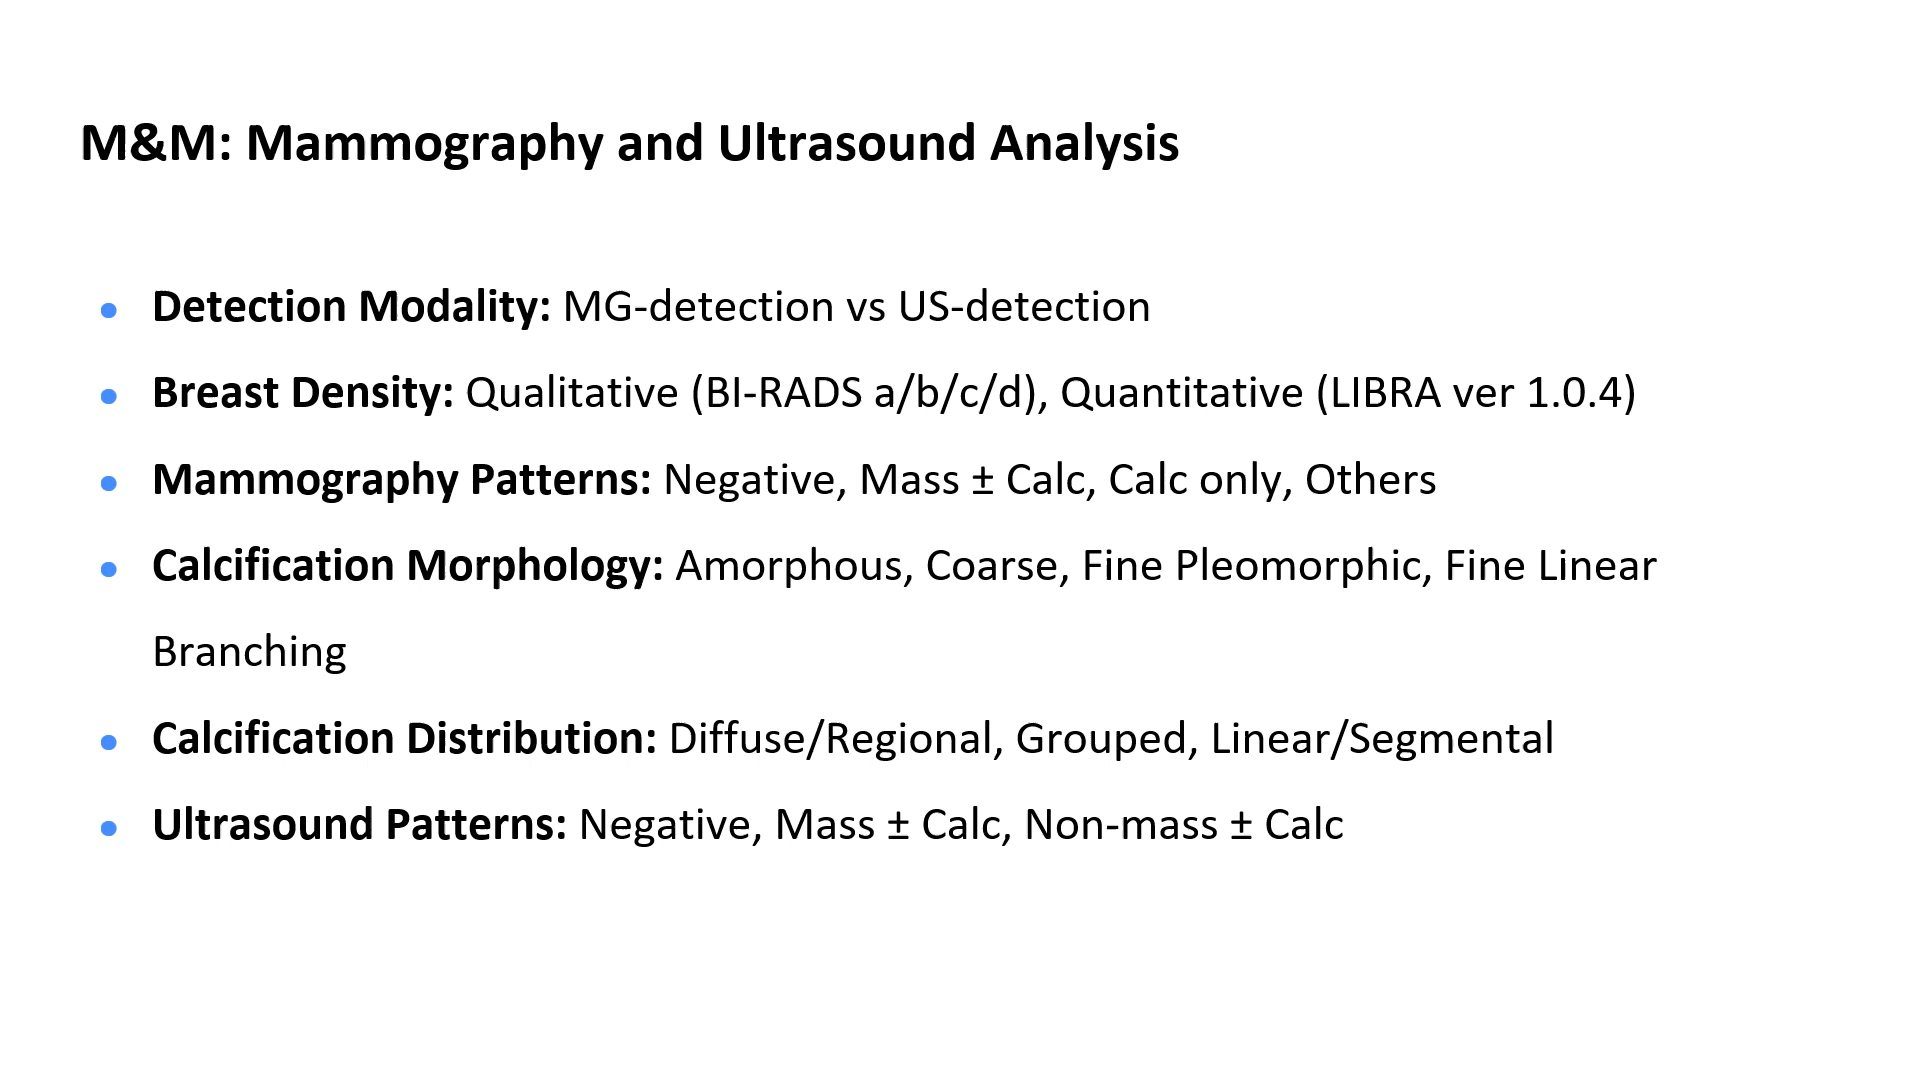 M&M: Mammography and Ultrasound Analysis
• Detection Modality: MG-detection vs US-detection
• Breast Density: Qualitative (BI-RADS a/b/c/d), Quantitative (LIBRA ver 1.0.4)
• Mammography Patterns: Negative, Mass ± Calc, Calc only, Others
• Calcification Morphology: Amorphous, Coarse, Fine Pleomorphic, Fine Linear
Branching
• Calcification Distribution: Diffuse/Regional, Grouped, Linear/Segmental
• Ultrasound Patterns: Negative, Mass ± Calc, Non-mass ± Calc